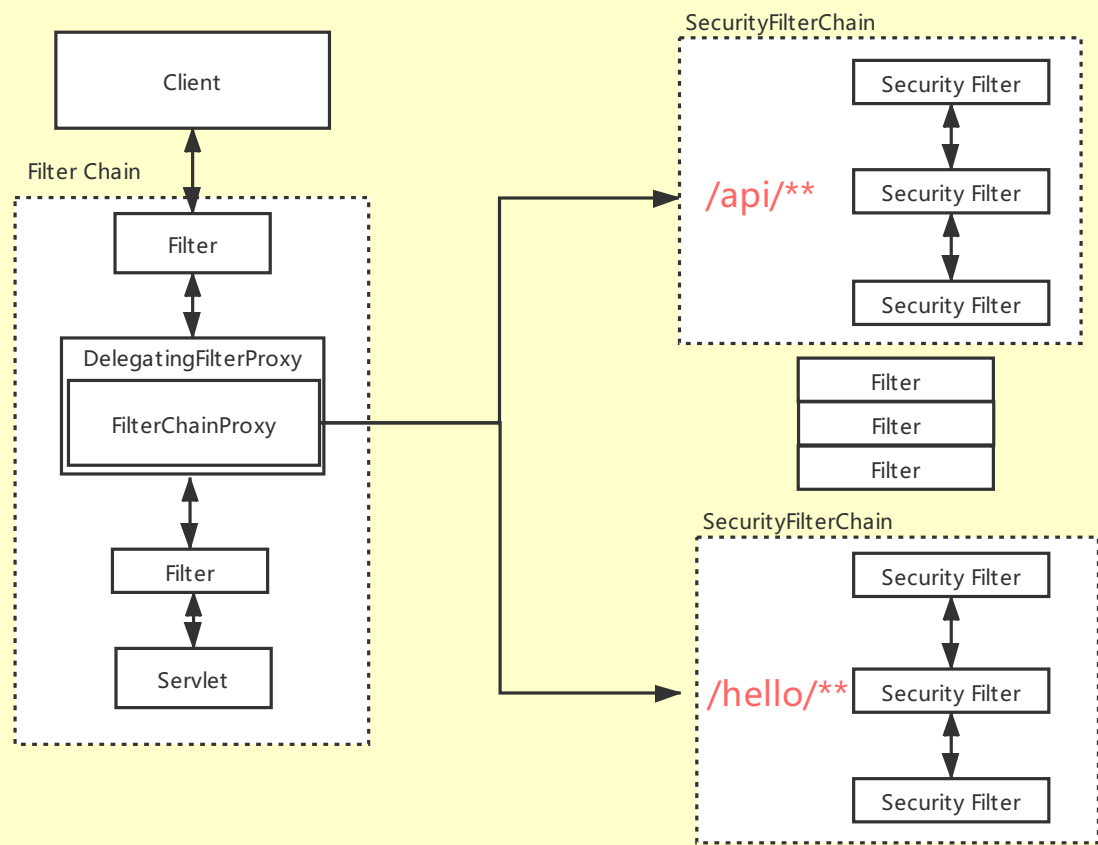 Client
Filter Chain
Filter
DelegatingFilterProxy
FilterChainProxy
Filter
Servlet
SecurityFilterChain
Security Filter
/api/**
Security Filter
Security Filter
Filter
Filter
Filter
SecurityFilterChain
Security Filter
/hello/**
Security Filter
Security Filter